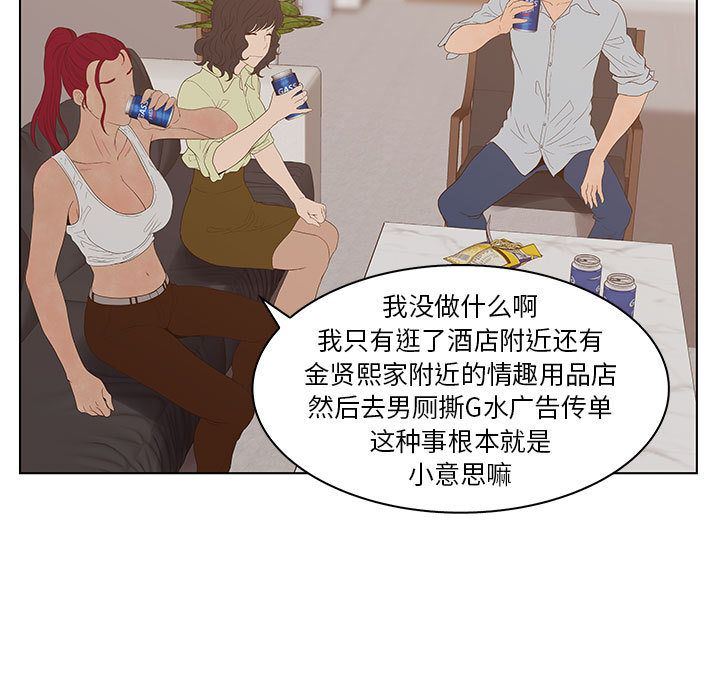 GASS
我没做什么啊
我只有逛了酒店附近还有
金贤熙家附近的情趣用品店
然后去男厕撕G水广告传单
这种事根本就是
小意思嘛